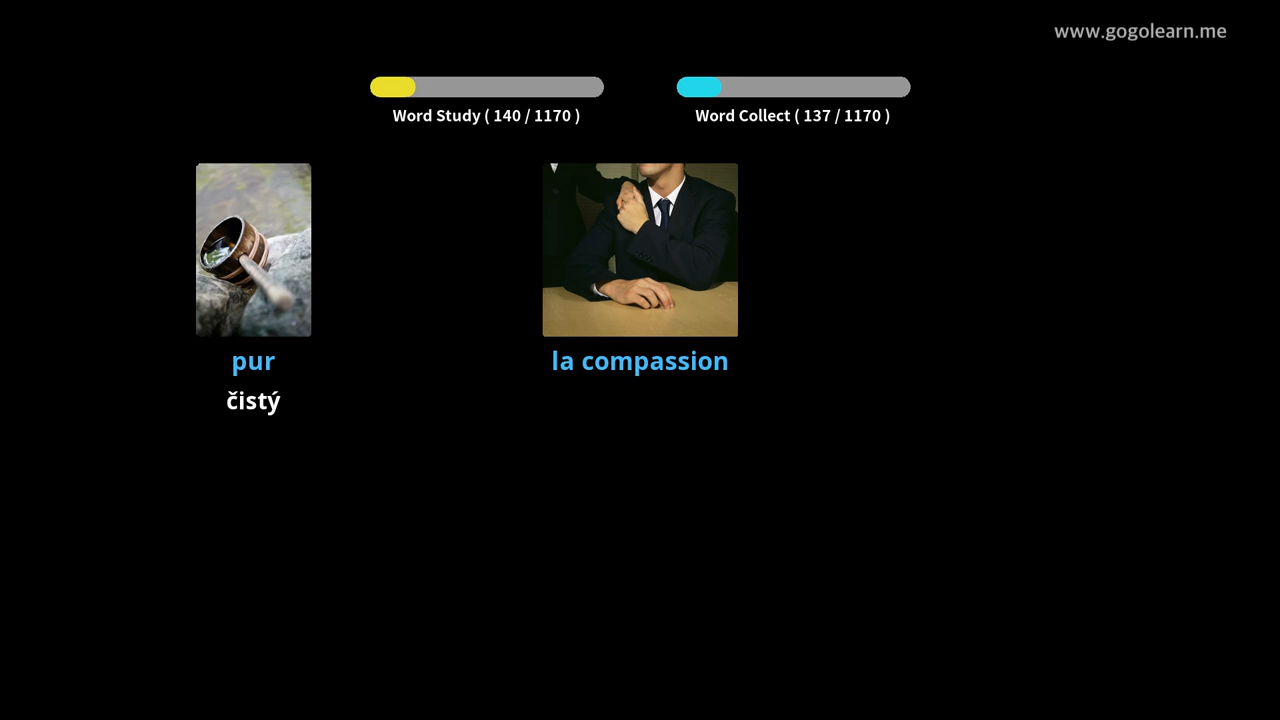 www.gogolearn.me
Word Study ( 140 / 1170 )
Word Collect ( 137 / 1170 )
pur
la compassion
čistý